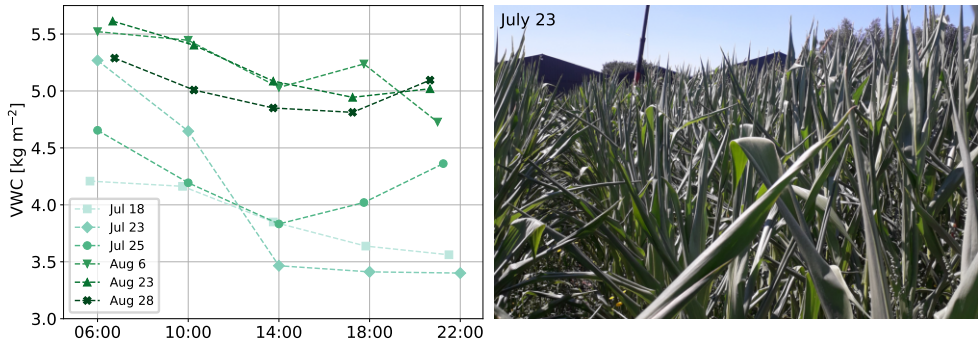 VWC [kg m⁻²]
5.5
5.0
4.5
4.0
3.5
3.0
06:00 10:00 14:00 18:00 22:00
Jul 18
Jul 23
Jul 25
Aug 6
Aug 23
Aug 28
July 23